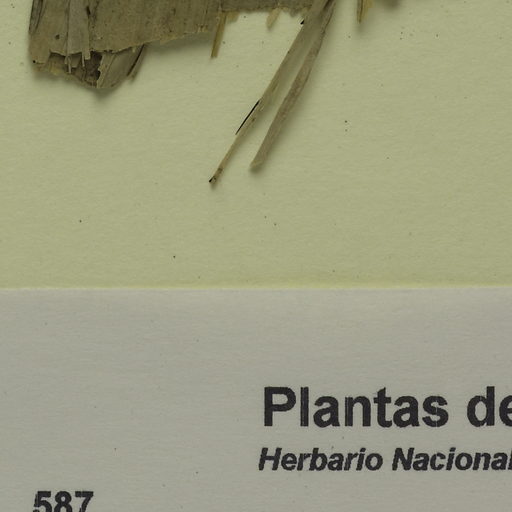 Plantas de
Herbario Nacional
587